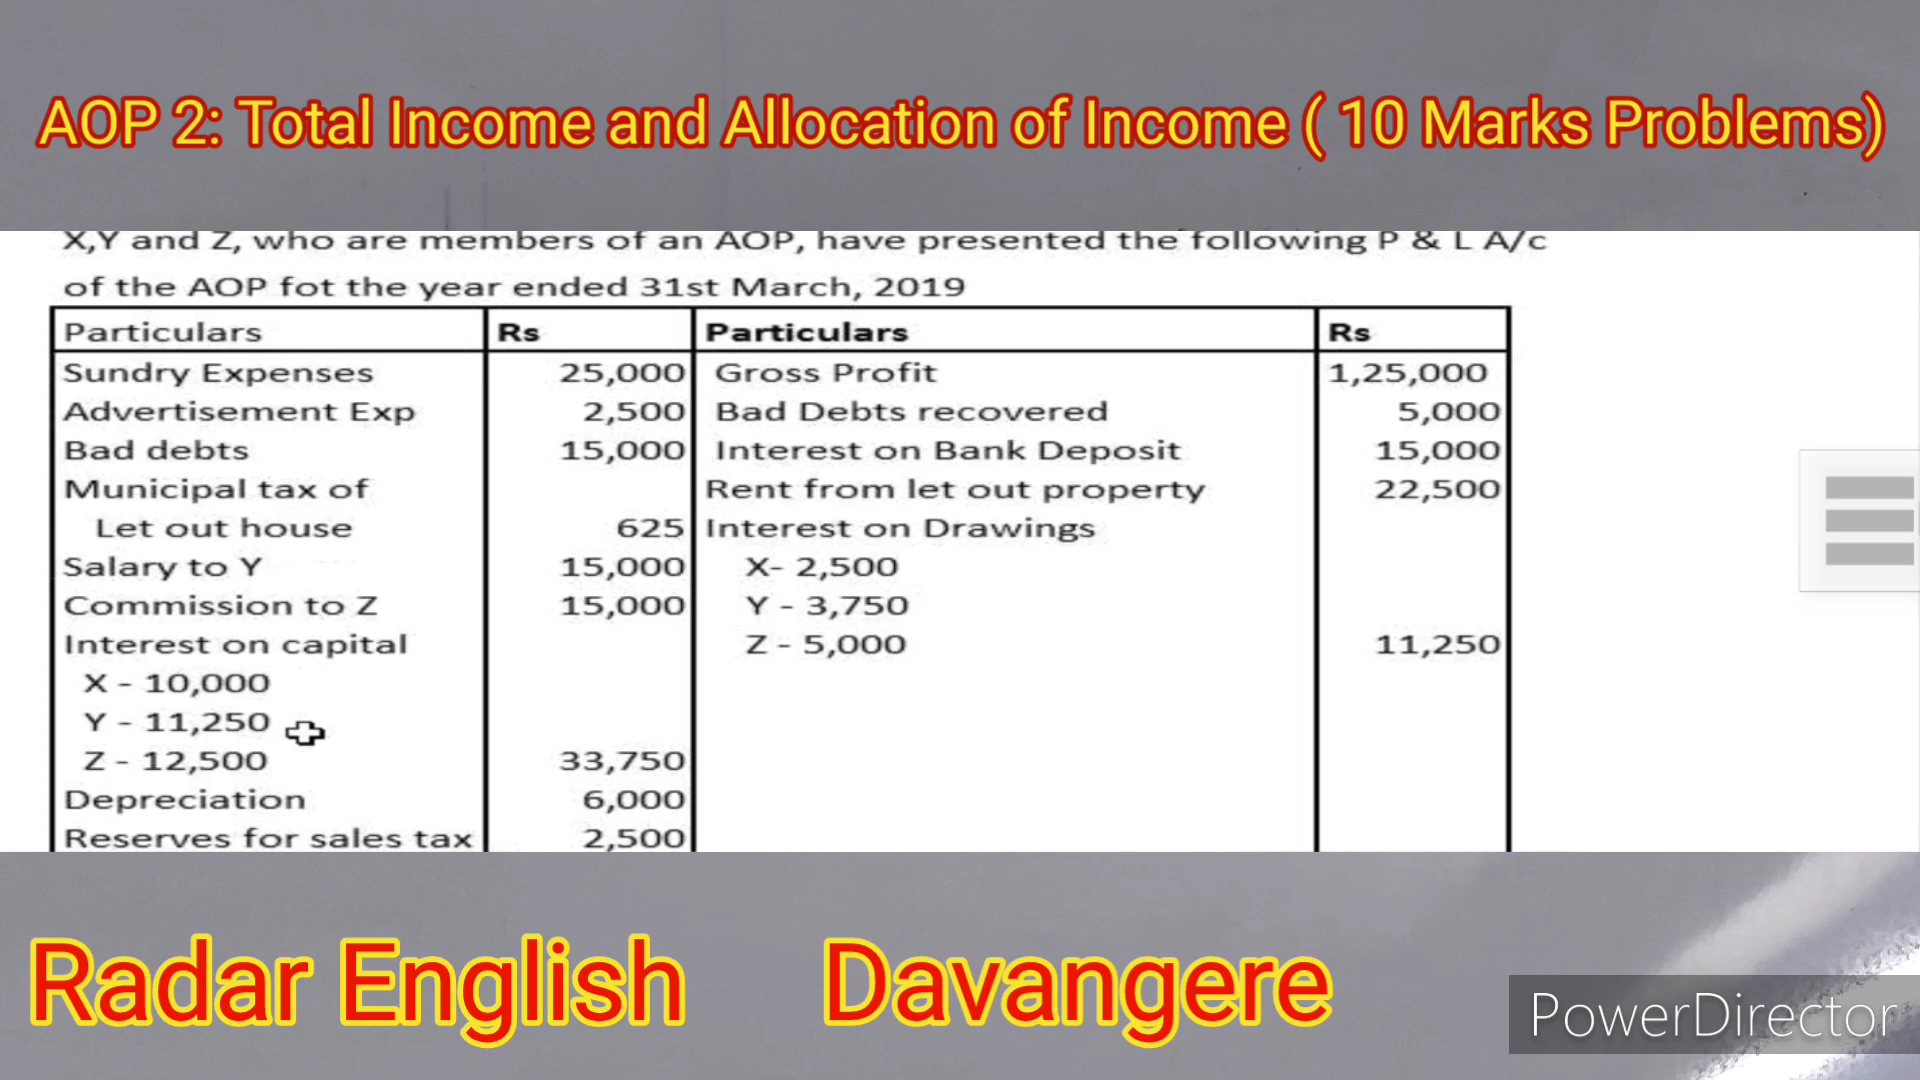 AOP 2: Total Income and Allocation of Income ( 10 Marks Problems)
X,Y and Z, who are members of an AOP, have presented the following P & L A/c
of the AOP fot the year ended 31st March, 2019
Particulars Rs Particulars Rs
Sundry Expenses 25,000 Gross Profit 1,25,000
Advertisement Exp 2,500 Bad Debts recovered 5,000
Bad debts 15,000 Interest on Bank Deposit 15,000
Municipal tax of Rent from let out property 22,500
Let out house 625 Interest on Drawings
Salary to Y 15,000 X- 2,500
Commission to Z 15,000 Y - 3,750
Interest on capital Z - 5,000 11,250
X - 10,000
Y - 11,250
Z - 12,500 33,750
Depreciation 6,000
Reserves for sales tax 2,500
Radar English Davangere
PowerDirector